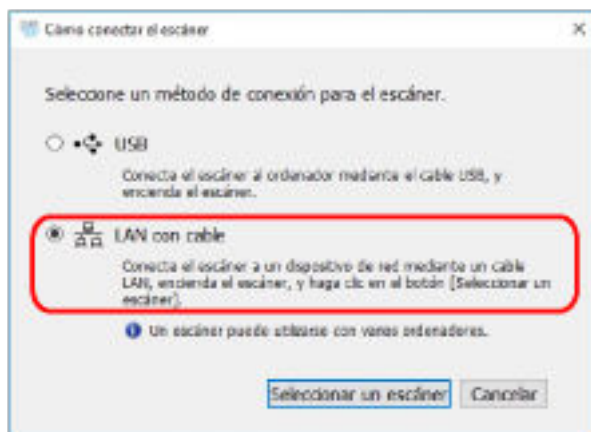 Cómo conectar el escáner
Seleccione un método de conexión para el escáner.
USB
Conecta el escáner al ordenador mediante el cable USB, y
encienda el escáner.
LAN con cable
Conecta el escáner a un dispositivo de red mediante un cable
LAN, encienda el escáner, y haga clic en el botón [Seleccionar un
escáner].
Un escáner puede utilizarse con varios ordenadores.
Seleccionar un escáner Cancelar